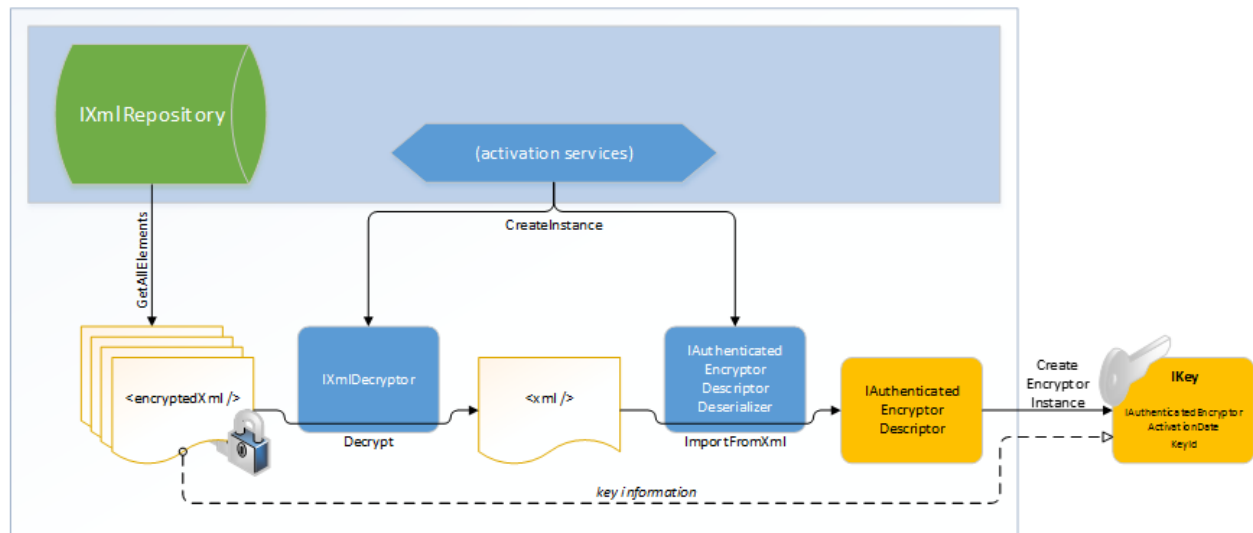 IXmlRepository
(activation services)
CreateInstance
GetAllElements
<encryptedXml />
IXmlDecryptor
Decrypt
<xml />
IAuthenticated
Encryptor
Descriptor
Deserializer
ImportFromXml
IAuthenticated
Encryptor
Descriptor
Create
Encryptor
Instance
IKey
IAuthenticatedEncryptor
ActivationDate
KeyId
key information